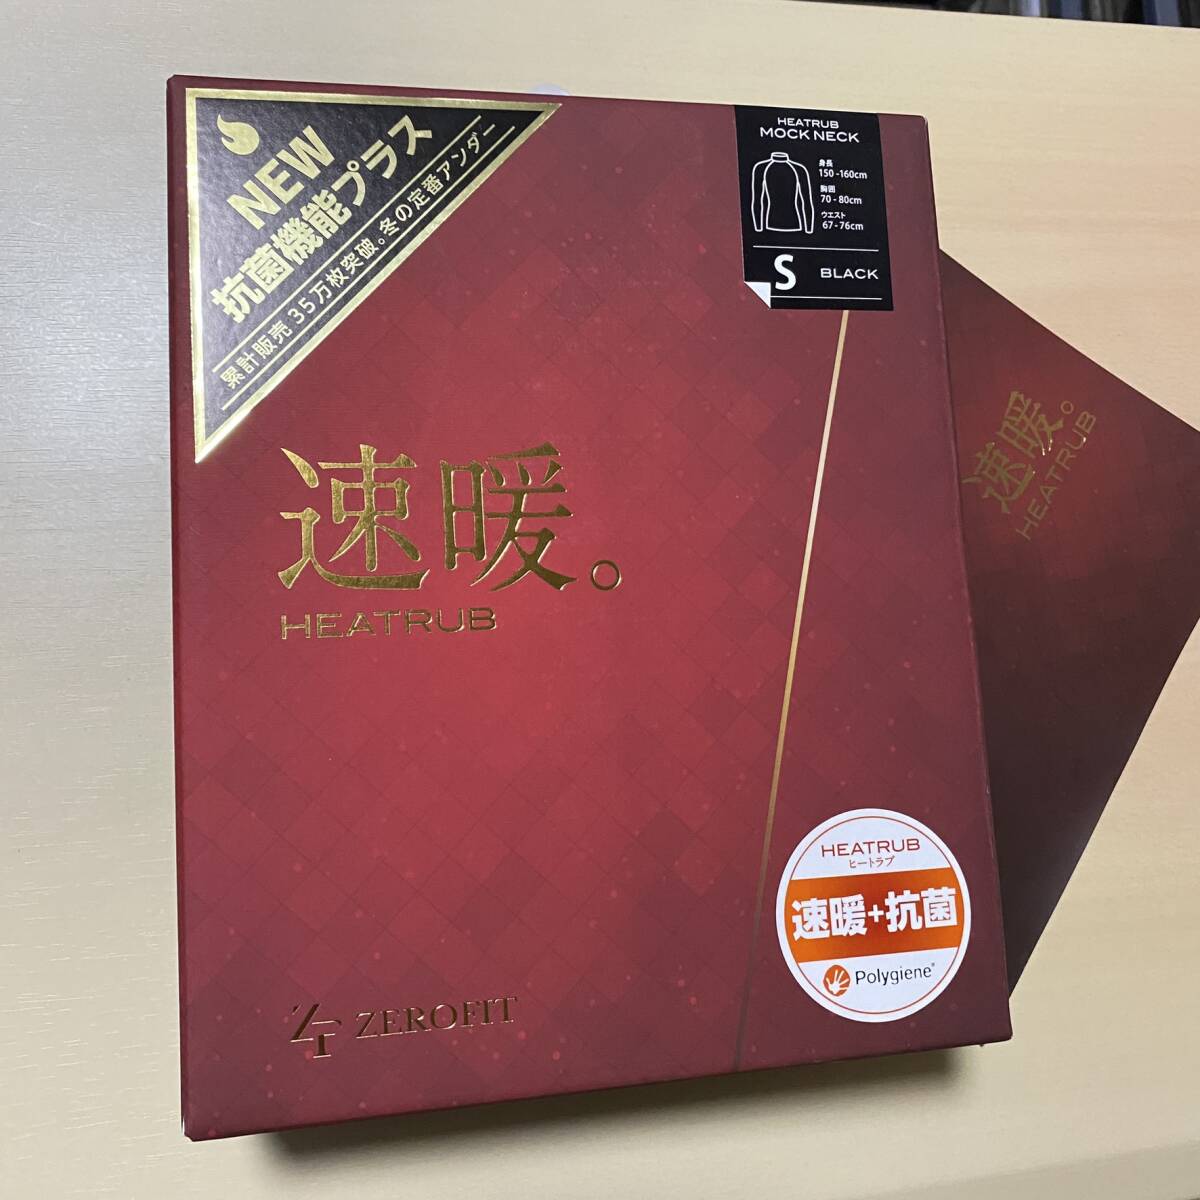 NEW
抗菌機能プラス
累計販売 35万枚突破。冬の定番アンダー
HEATRUB
MOCK NECK
身長
150-160cm
胸囲
70-80cm
ウエスト
67-76cm
S BLACK
速暖。
HEATRUB
速暖。
HEATRUB
HEATRUB
ヒートラブ
速暖+抗菌
Polygiene®
ZEROFIT